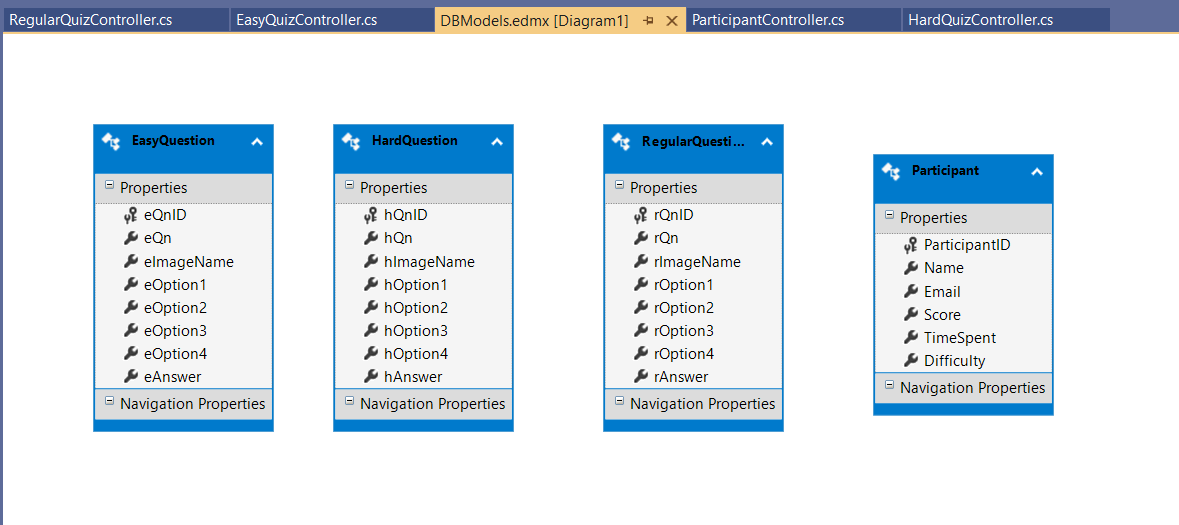 RegularQuizController.cs EasyQuizController.cs DBModels.edmx [Diagram1] ParticipantController.cs HardQuizController.cs
EasyQuestion
Properties
eQnID
eQn
eImageName
eOption1
eOption2
eOption3
eOption4
eAnswer
Navigation Properties
HardQuestion
Properties
hQnID
hQn
hImageName
hOption1
hOption2
hOption3
hOption4
hAnswer
Navigation Properties
RegularQuesti...
Properties
rQnID
rQn
rImageName
rOption1
rOption2
rOption3
rOption4
rAnswer
Navigation Properties
Participant
Properties
ParticipantID
Name
Email
Score
TimeSpent
Difficulty
Navigation Properties